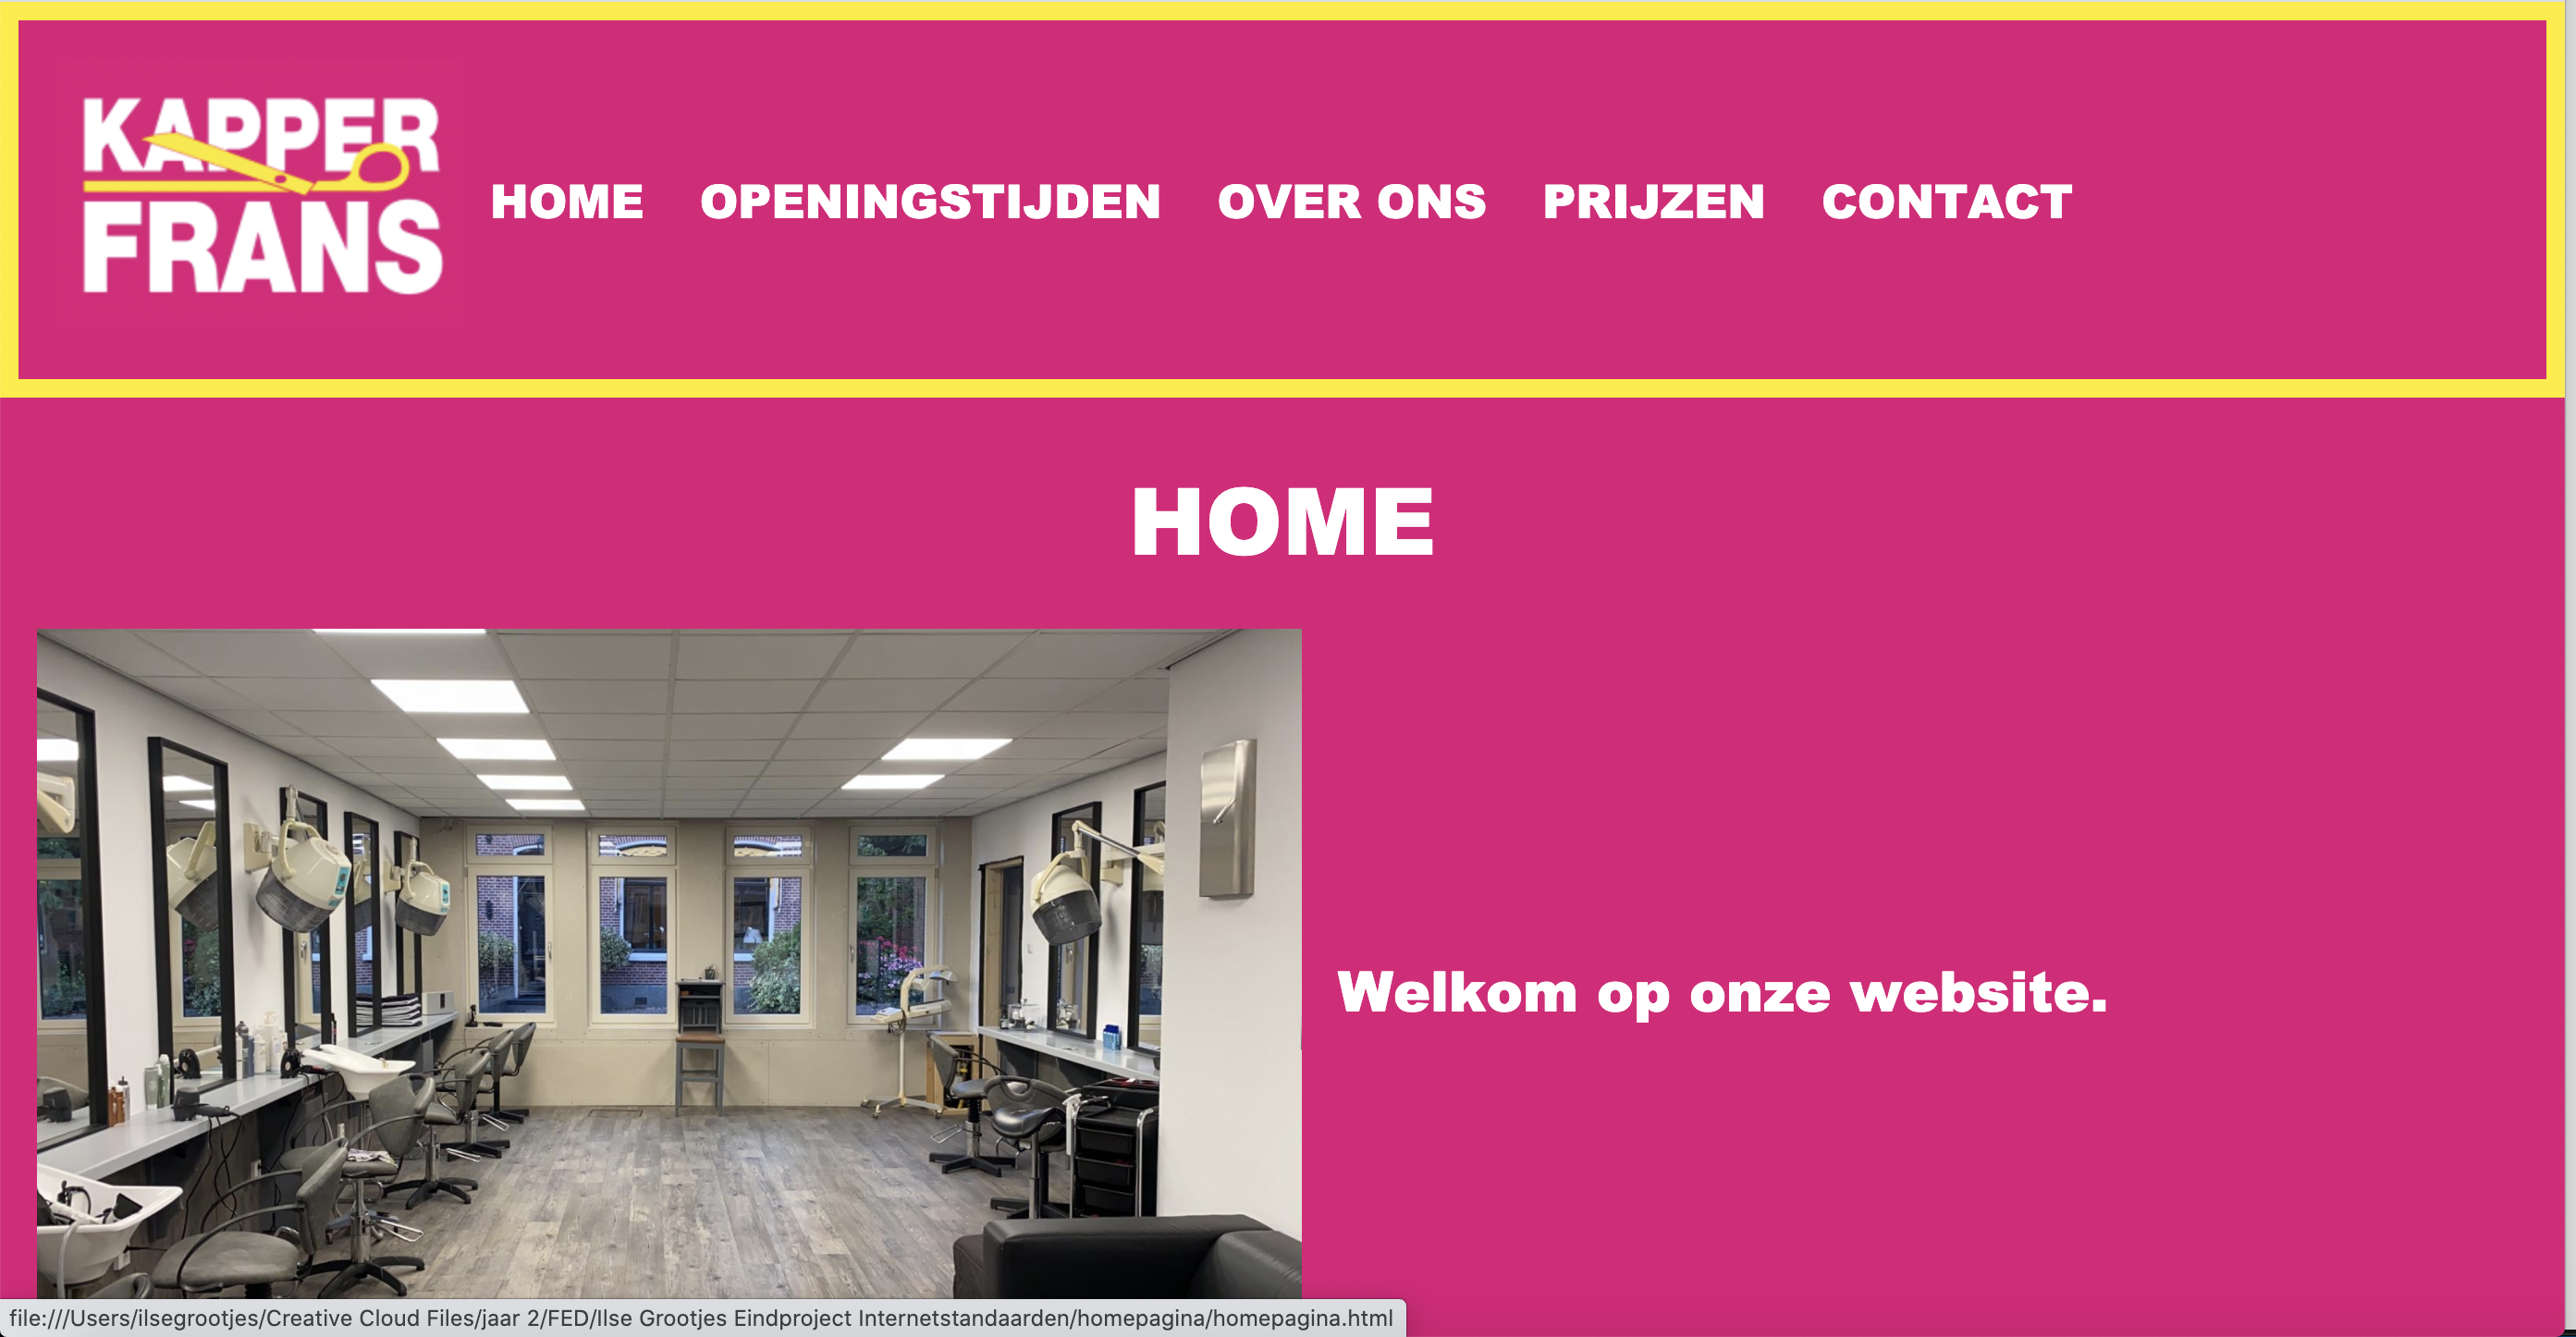 KAPPER
FRANS
HOME OPENINGSTIJDEN OVER ONS PRIJZEN CONTACT
HOME
Welkom op onze website.
file:///Users/ilsegrootjes/Creative Cloud Files/jaar 2/FED/Ilse Grootjes Eindproject Internetstandaarden/homepagina/homepagina.html